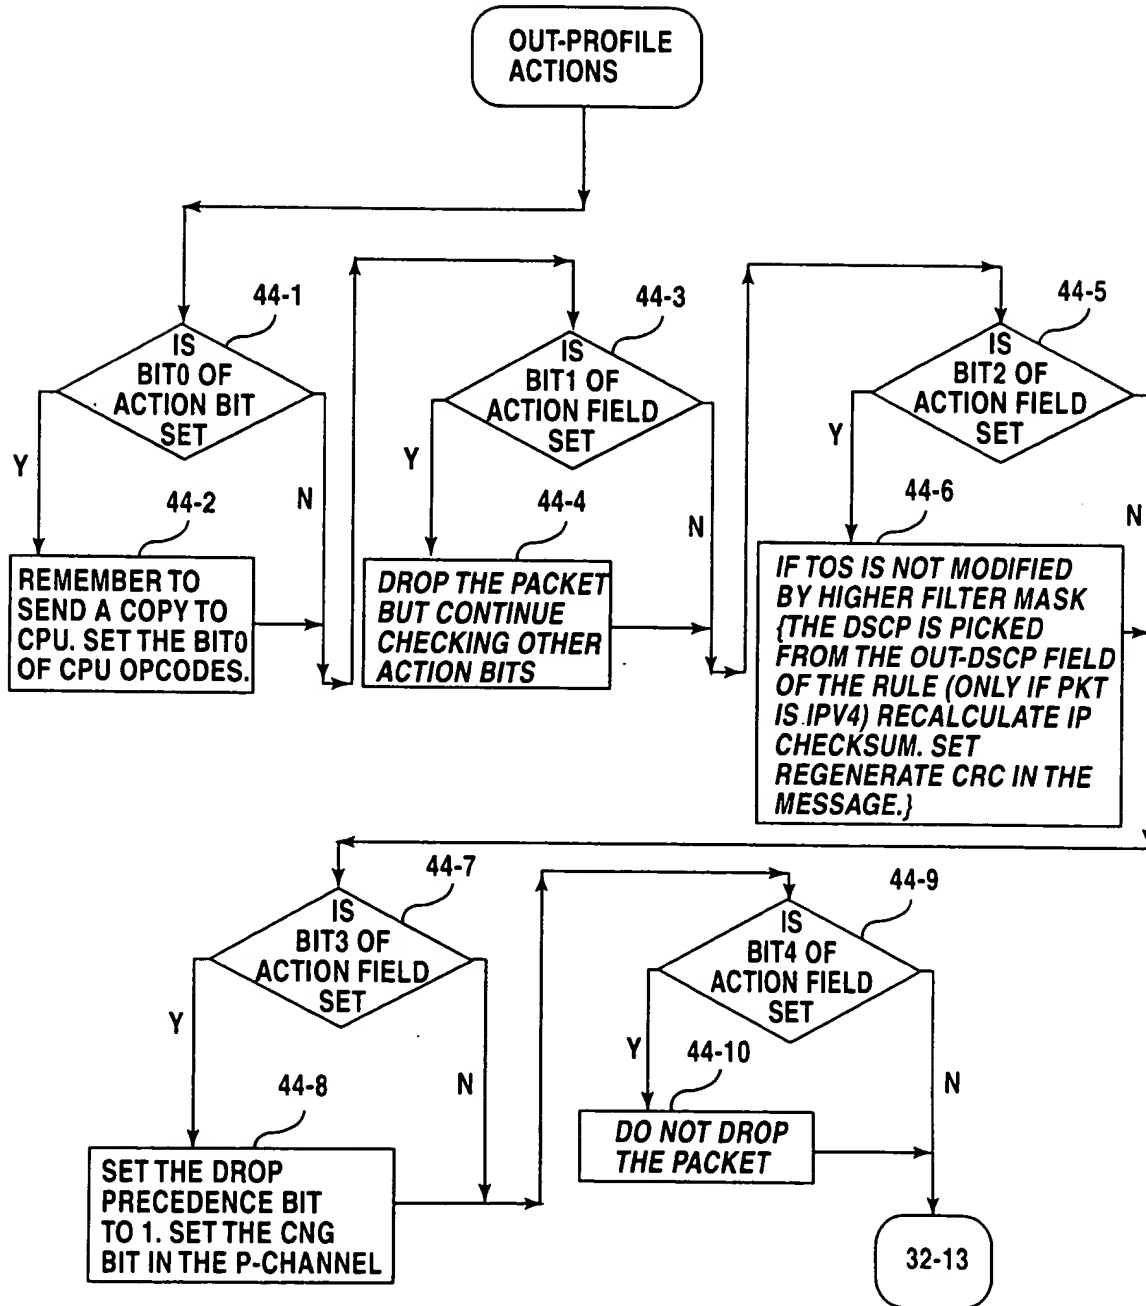 OUT-PROFILE
ACTIONS
44-1
IS
BIT0 OF
ACTION BIT
SET
Y
N
44-2
REMEMBER TO
SEND A COPY TO
CPU. SET THE BIT0
OF CPU OPCODES.
44-3
IS
BIT1 OF
ACTION FIELD
SET
Y
N
44-4
DROP THE PACKET
BUT CONTINUE
CHECKING OTHER
ACTION BITS
44-5
IS
BIT2 OF
ACTION FIELD
SET
Y
N
44-6
IF TOS IS NOT MODIFIED
BY HIGHER FILTER MASK
{THE DSCP IS PICKED
FROM THE OUT-DSCP FIELD
OF THE RULE (ONLY IF PKT
IS IPV4) RECALCULATE IP
CHECKSUM. SET
REGENERATE CRC IN THE
MESSAGE.}
44-7
IS
BIT3 OF
ACTION FIELD
SET
Y
N
44-8
SET THE DROP
PRECEDENCE BIT
TO 1. SET THE CNG
BIT IN THE P-CHANNEL
44-9
IS
BIT4 OF
ACTION FIELD
SET
Y
N
44-10
DO NOT DROP
THE PACKET
32-13